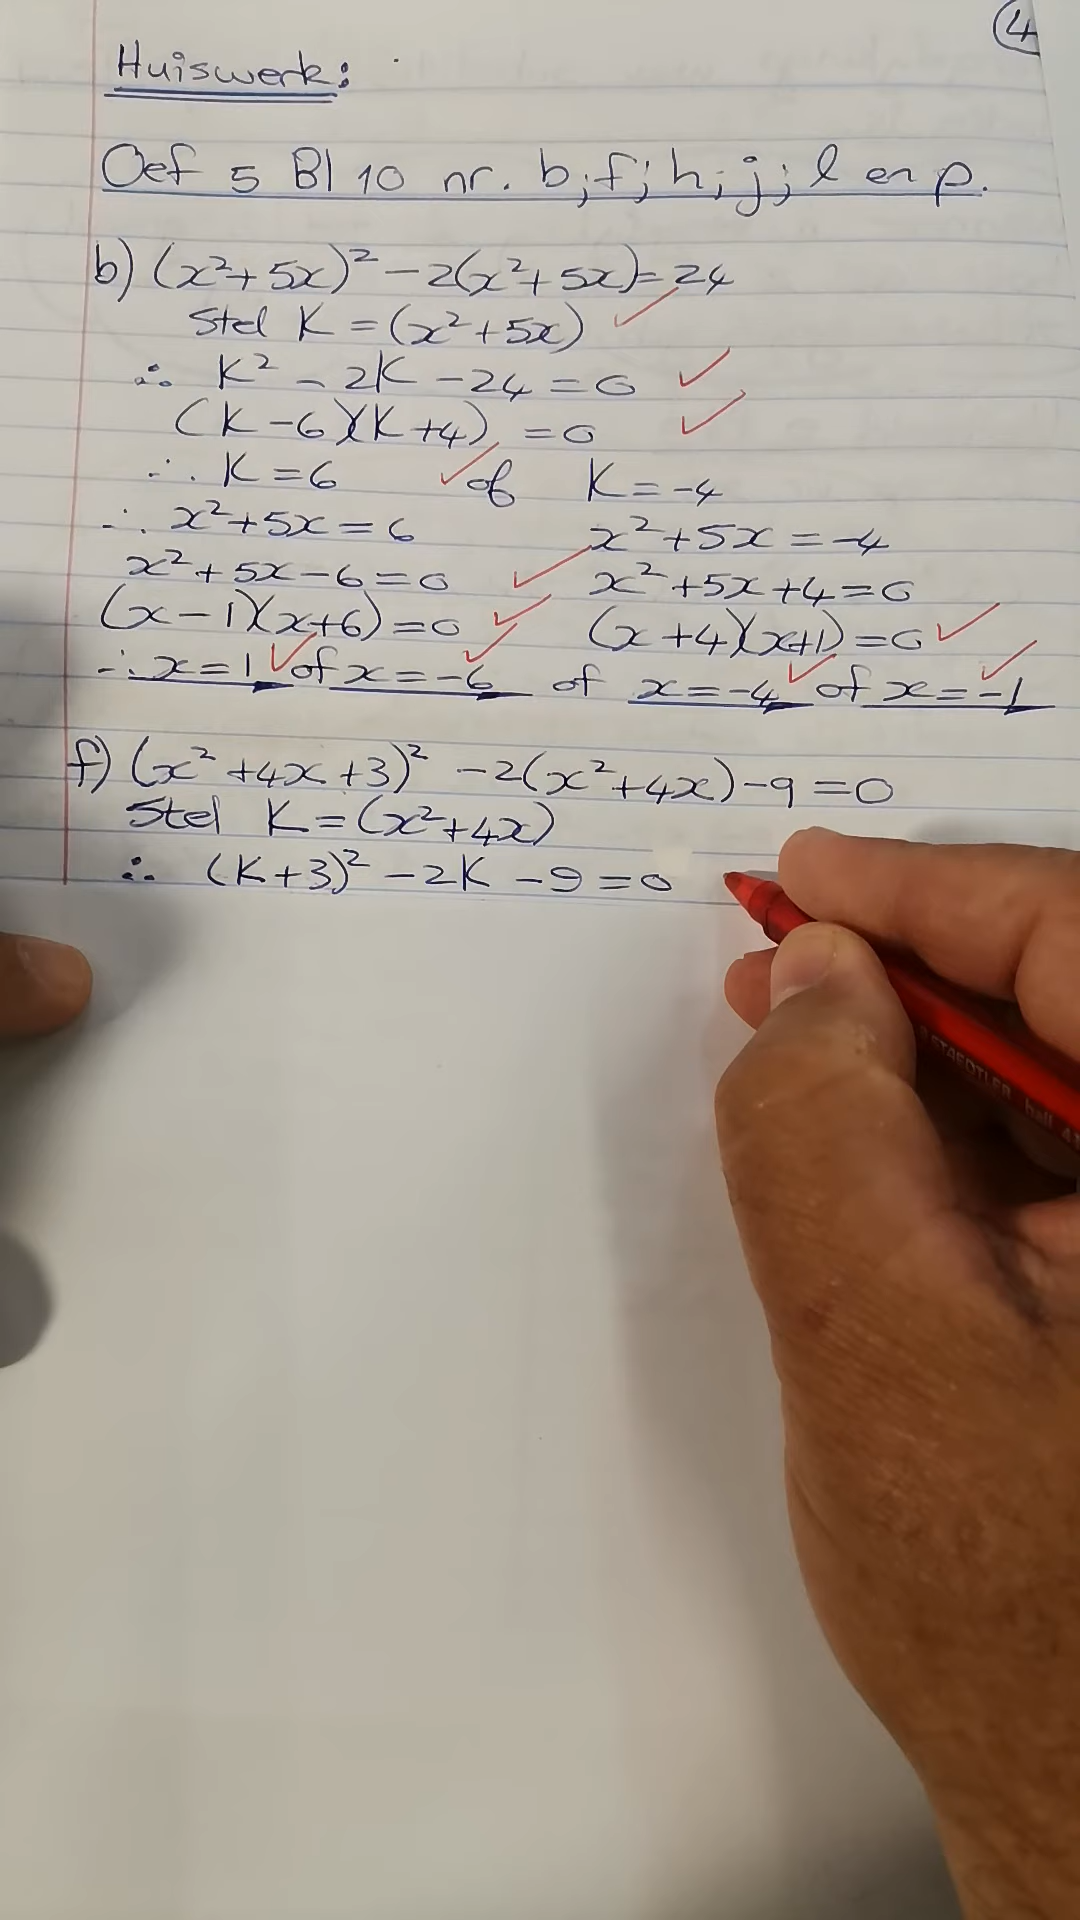 4
Huiswerk:
Oef 5 Bl 10 nr. b; f; h; j; l en p.
b) (x²+5x)² - 2(x²+5x) = 24
Stel K = (x²+5x)
∴ K² - 2K - 24 = 0
(K-6)(K+4) = 0
∴ K = 6 of K = -4
∴ x²+5x = 6 x²+5x = -4
x²+5x-6 = 0 x²+5x+4 = 0
(x-1)(x+6) = 0 (x+4)(x+1) = 0
∴ x = 1 of x = -6 of x = -4 of x = -1
f) (x²+4x+3)² - 2(x²+4x) - 9 = 0
Stel K = (x²+4x)
∴ (K+3)² - 2K - 9 = 0
STAEDTLER ball